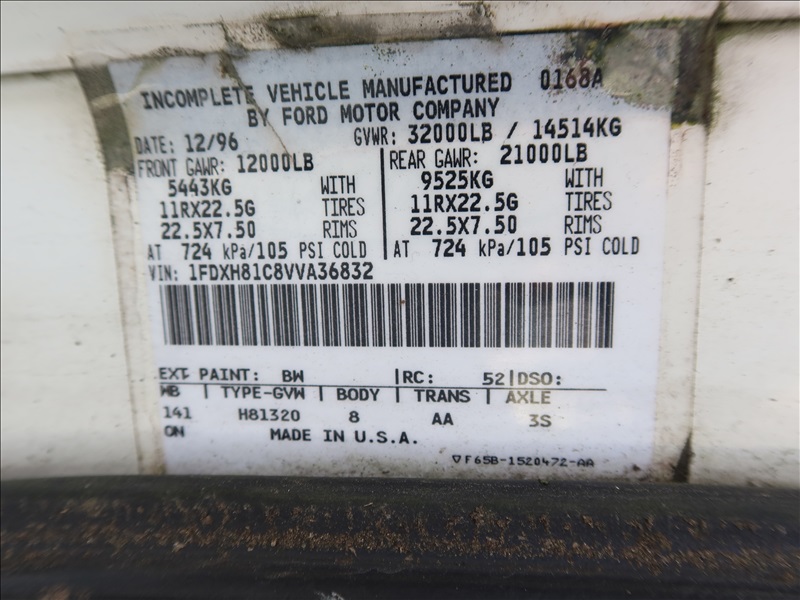 INCOMPLETE VEHICLE MANUFACTURED 0168A
BY FORD MOTOR COMPANY
DATE: 12/96 GVWR: 32000LB / 14514KG
FRONT GAWR: 12000LB REAR GAWR: 21000LB
5443KG WITH 9525KG WITH
11RX22.5G TIRES 11RX22.5G TIRES
22.5X7.50 RIMS 22.5X7.50 RIMS
AT 724 kPa/105 PSI COLD AT 724 kPa/105 PSI COLD
VIN: 1FDXH81C8VVA36832
EXT PAINT: BW RC: 52 DSO:
WB TYPE-GVW BODY TRANS AXLE
141 H81320 8 AA 3S
ON MADE IN U.S.A.
F65B-1520472-AA